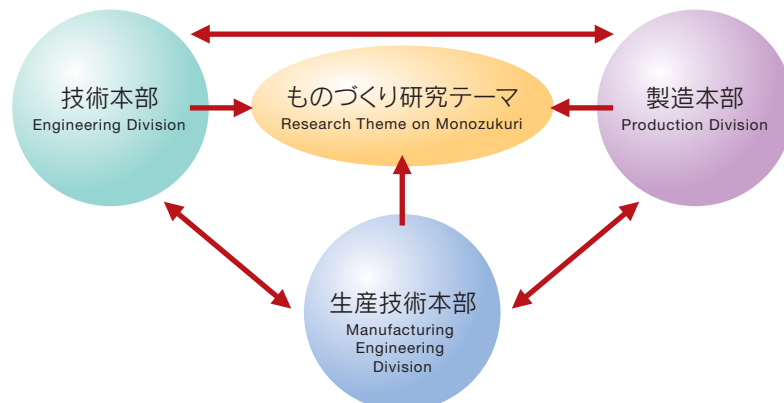 技術本部
Engineering Division
ものづくり研究テーマ
Research Theme on Monozukuri
製造本部
Production Division
生産技術本部
Manufacturing
Engineering
Division